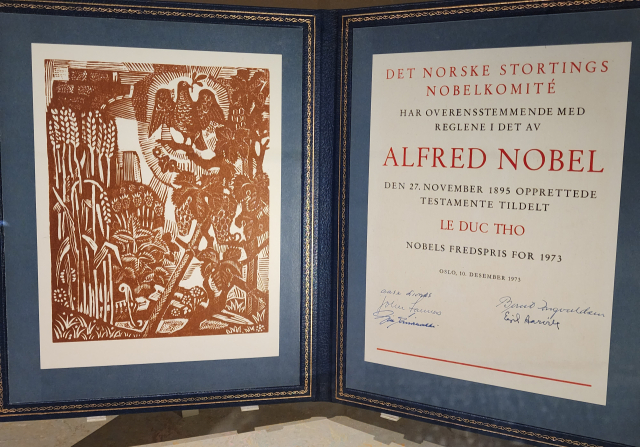 DET NORSKE STORTINGS
NOBELKOMITÉ
HAR OVERENSSTEMMENDE MED
REGLENE I DET AV
ALFRED NOBEL
DEN 27. NOVEMBER 1895 OPPRETTEDE
TESTAMENTE TILDELT
LE DUC THO
NOBELS FREDSPRIS FOR 1973
OSLO, 10. DESEMBER 1973